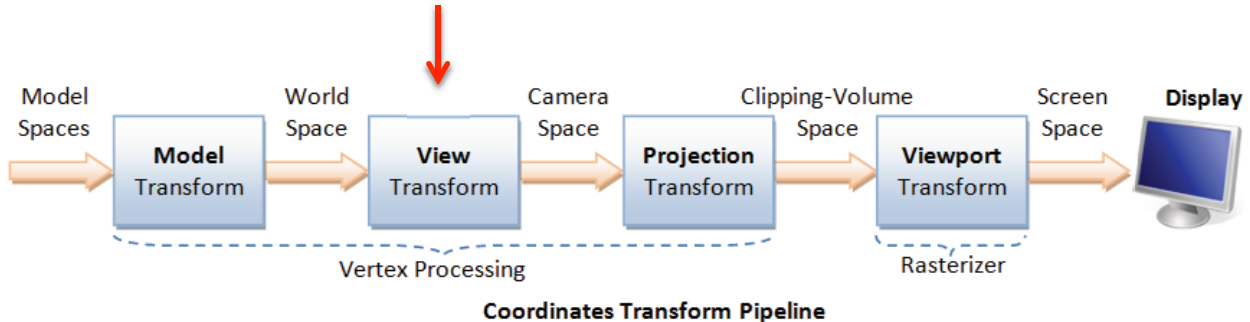 Model
Spaces
Model
Transform
World
Space
View
Transform
Camera
Space
Projection
Transform
Clipping-Volume
Space
Viewport
Transform
Screen
Space
Display
Vertex Processing
Rasterizer
Coordinates Transform Pipeline